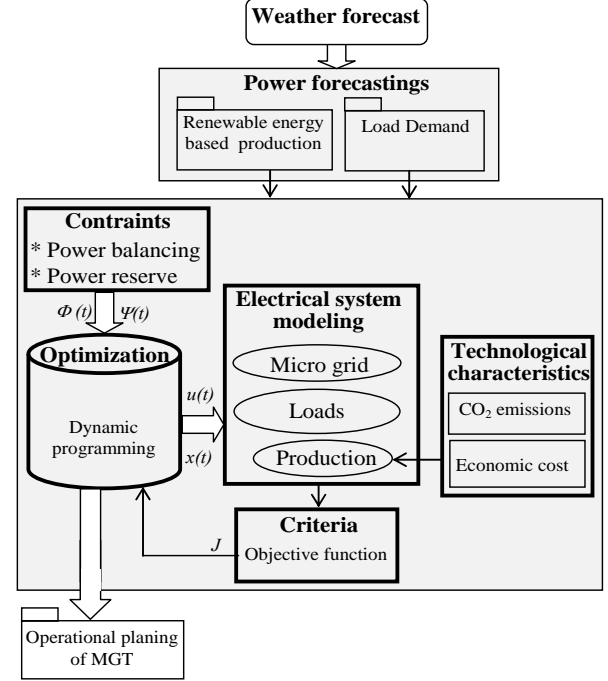 Weather forecast
Power forecastings
Renewable energy
based production
Load Demand
Contraints
* Power balancing
* Power reserve
Φ(t) Ψ(t)
Optimization
Dynamic
programming
u(t)
x(t)
Electrical system
modeling
Micro grid
Loads
Production
Technological
characteristics
CO₂ emissions
Economic cost
Criteria
Objective function
J
Operational planing
of MGT